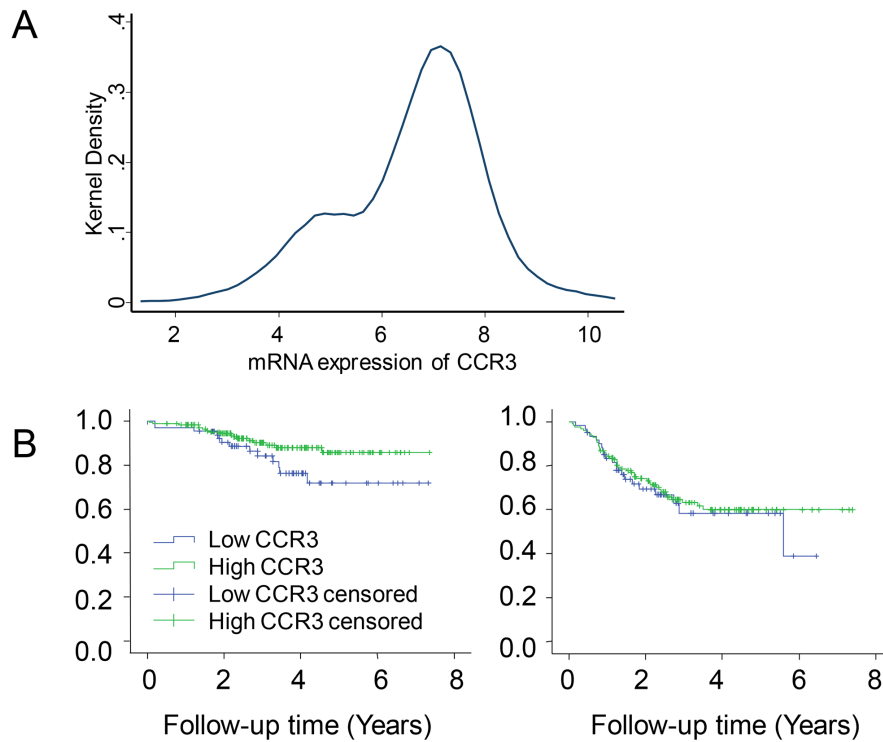 A
Kernel Density
.4
.3
.2
.1
0
2 4 6 8 10
mRNA expression of CCR3
B
1.0
0.8
0.6
0.4
0.2
0.0
Low CCR3
High CCR3
Low CCR3 censored
High CCR3 censored
0 2 4 6 8
Follow-up time (Years)
1.0
0.8
0.6
0.4
0.2
0.0
0 2 4 6 8
Follow-up time (Years)